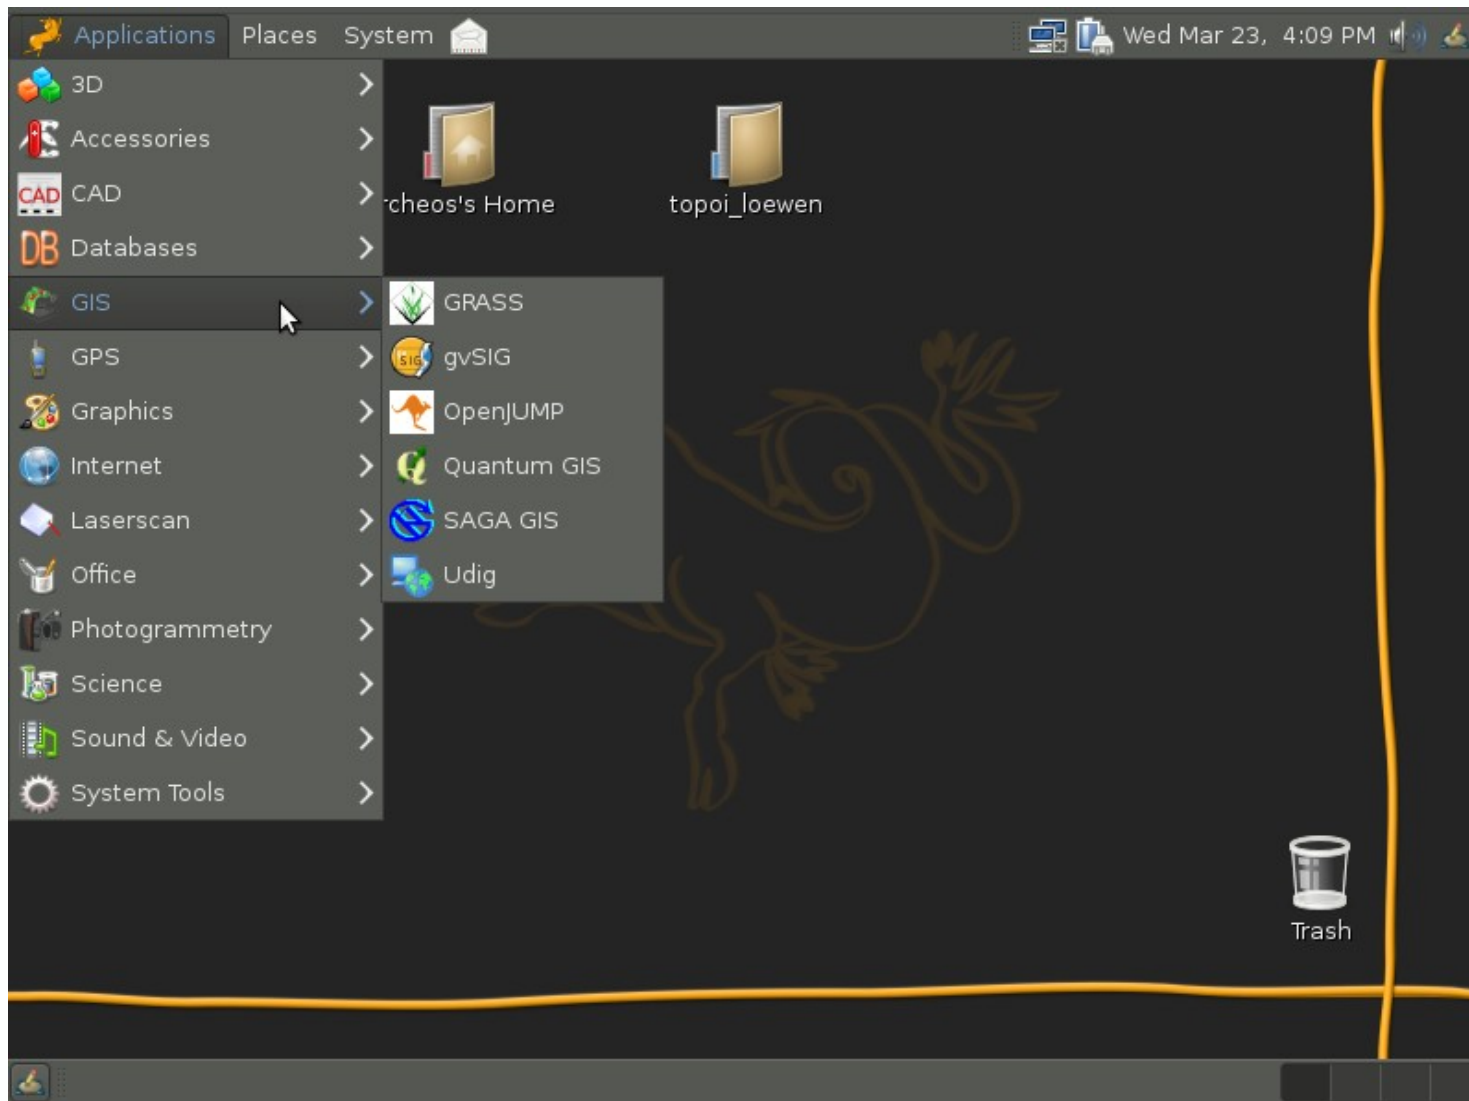 Applications Places System Wed Mar 23, 4:09 PM
3D
Accessories
CAD CAD
DB Databases
GIS
GPS
Graphics
Internet
Laserscan
Office
Photogrammetry
Science
Sound & Video
System Tools
GRASS
SIG gvSIG
OpenJUMP
Quantum GIS
SAGA GIS
Udig
rcheos's Home
topoi_loewen
Trash